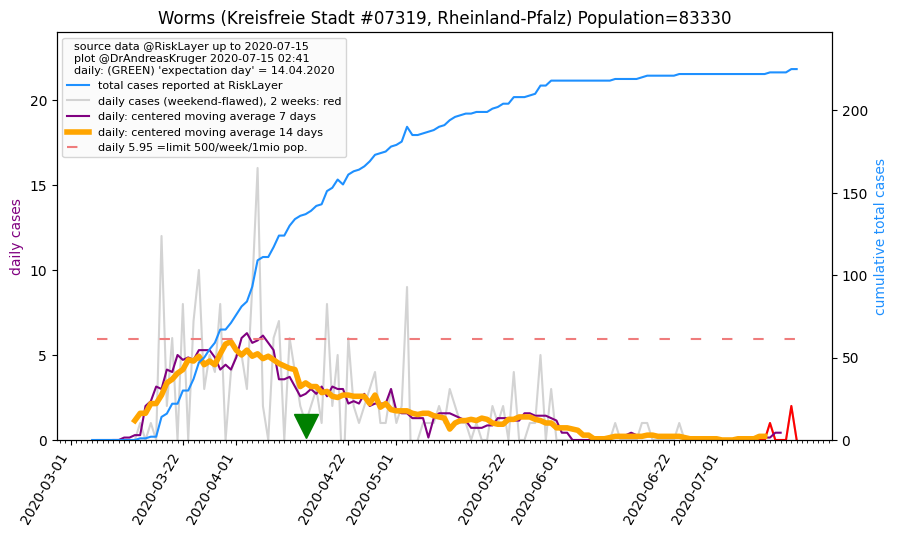 Worms (Kreisfreie Stadt #07319, Rheinland-Pfalz) Population=83330
source data @RiskLayer up to 2020-07-15
plot @DrAndreasKruger 2020-07-15 02:41
daily: (GREEN) 'expectation day' = 14.04.2020
total cases reported at RiskLayer
daily cases (weekend-flawed), 2 weeks: red
daily: centered moving average 7 days
daily: centered moving average 14 days
daily 5.95 =limit 500/week/1mio pop.
daily cases
20
15
10
5
0
cumulative total cases
200
150
100
50
0
2020-03-01
2020-03-22
2020-04-01
2020-04-22
2020-05-01
2020-05-22
2020-06-01
2020-06-22
2020-07-01